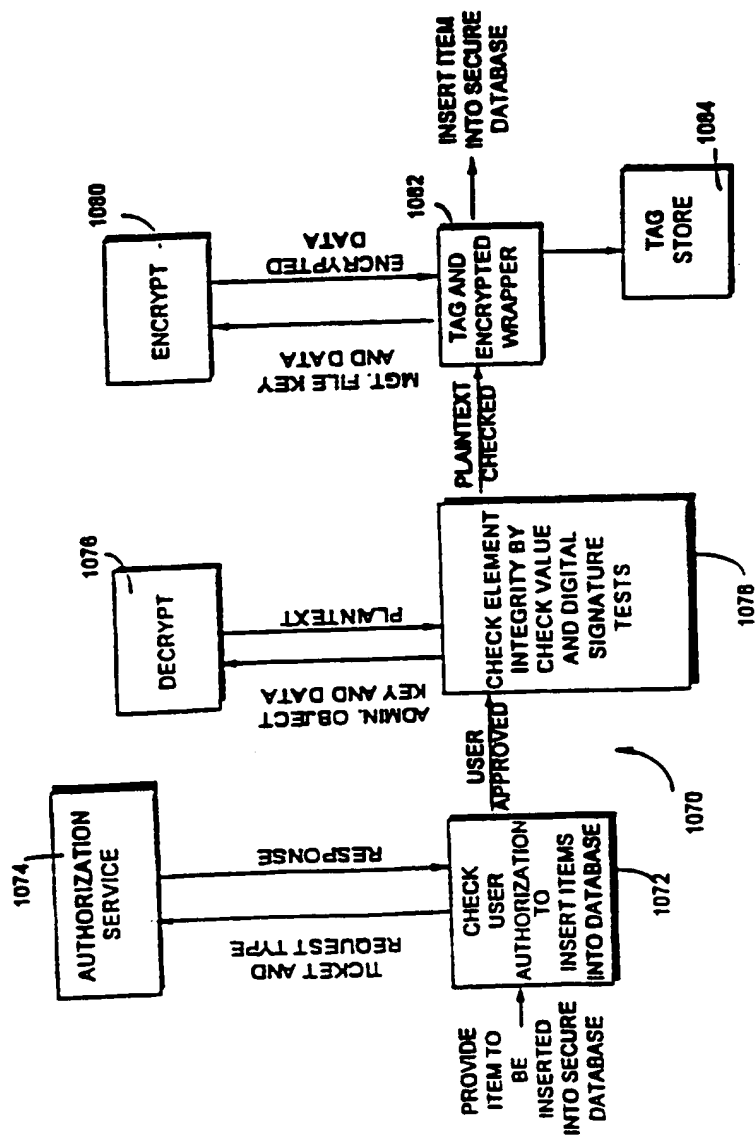 1074
AUTHORIZATION
SERVICE
TICKET AND
REQUEST TYPE
RESPONSE
PROVIDE
ITEM TO
BE
INSERTED
INTO SECURE
DATABASE
CHECK
USER
AUTHORIZATION
TO
INSERT ITEMS
INTO DATABASE
1072
1070
USER
APPROVED
1076
DECRYPT
ADMIN. OBJECT
KEY AND DATA
PLAINTEXT
CHECK ELEMENT
INTEGRITY BY
CHECK VALUE
AND DIGITAL
SIGNATURE
TESTS
1078
PLAINTEXT
CHECKED
1080
ENCRYPT
MGT. FILE KEY
AND DATA
ENCRYPTED
DATA
1082
TAG AND
ENCRYPTED
WRAPPER
INSERT ITEM
INTO SECURE
DATABASE
TAG
STORE
1084